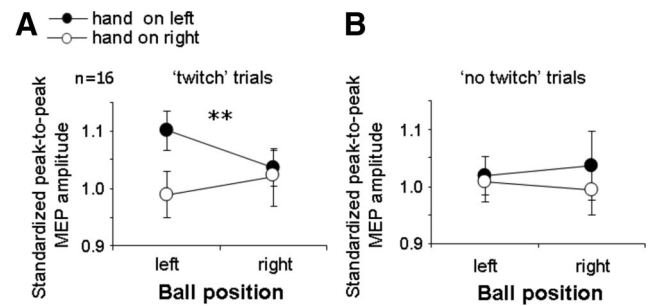 A
hand on left
hand on right
n=16
'twitch' trials
**
Standardized peak-to-peak
MEP amplitude
1.1
1.0
0.9
left right
Ball position
B
'no twitch' trials
Standardized peak-to-peak
MEP amplitude
1.1
1.0
0.9
left right
Ball position